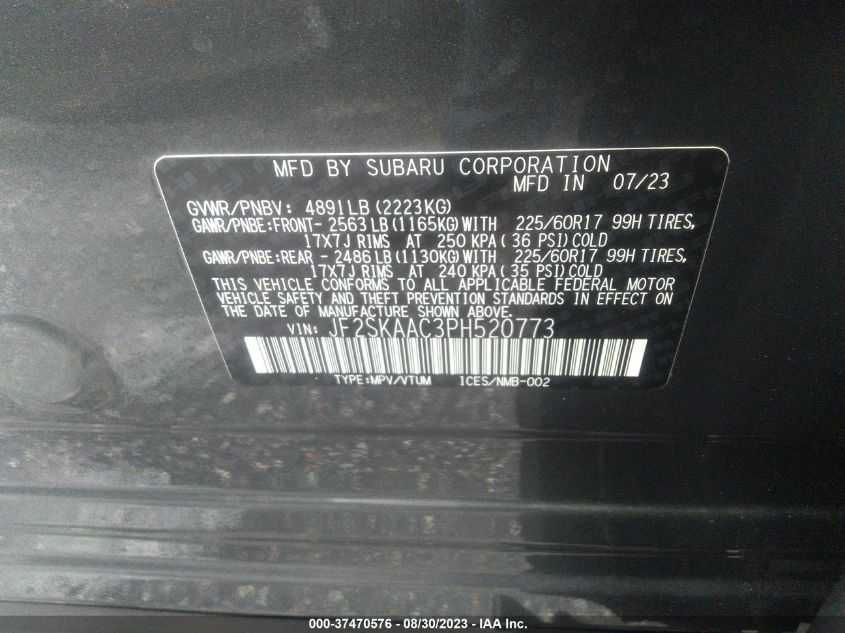 MFD BY SUBARU CORPORATION
MFD IN 07/23
GVWR/PNBV: 4891LB (2223KG)
GAWR/PNBE:FRONT- 2563 LB (1165KG) WITH 225/60R17 99H TIRES,
17X7J RIMS AT 250 KPA ( 36 PSI) COLD
GAWR/PNBE:REAR - 2486 LB (1130KG) WITH 225/60R17 99H TIRES,
17X7J RIMS AT 240 KPA ( 35 PSI) COLD
THIS VEHICLE CONFORMS TO ALL APPLICABLE FEDERAL MOTOR
VEHICLE SAFETY AND THEFT PREVENTION STANDARDS IN EFFECT ON
THE DATE OF MANUFACTURE SHOWN ABOVE.
VIN: JF2SKAAC3PH520773
TYPE:MPV/VTUM ICES/NMB-002
000-37470576 - 08/30/2023 - IAA Inc.